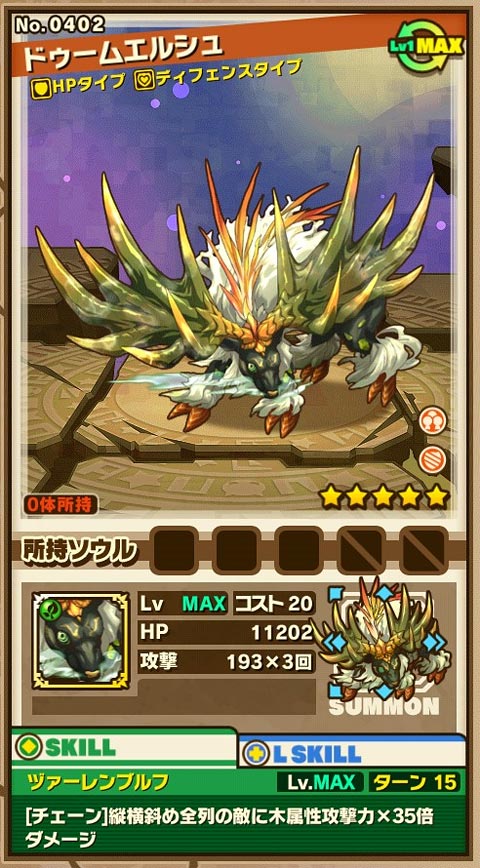 No.0402
ドゥームエルシュ
HPタイプ ディフェンスタイプ
Lv1 MAX
0体所持
所持ソウル
Lv MAX コスト 20
HP 11202
攻撃 193×3回
SUMMON
SKILL
L SKILL
ヅァーレンブルフ Lv.MAX ターン 15
[チェーン]縦横斜め全列の敵に木属性攻撃力×35倍
ダメージ